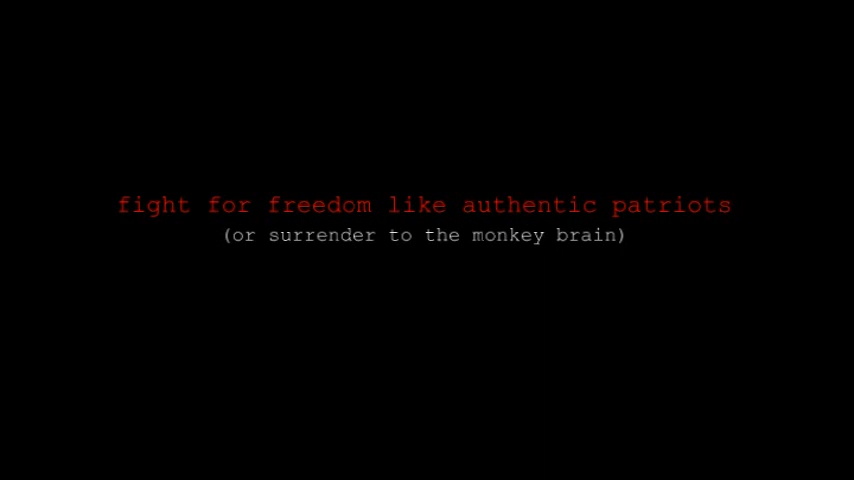 fight for freedom like authentic patriots
(or surrender to the monkey brain)